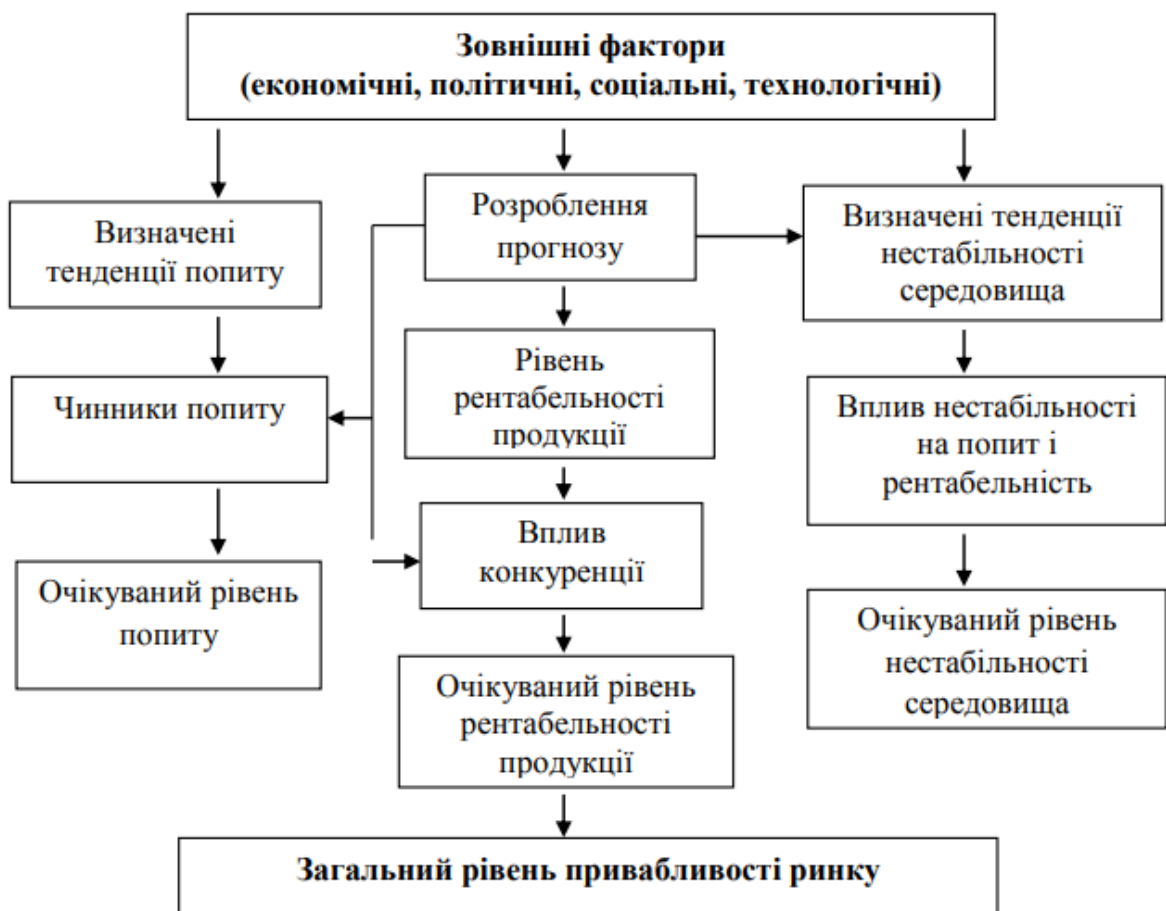 Зовнішні фактори
(економічні, політичні, соціальні, технологічні)
Визначені
тенденції попиту
Чинники попиту
Очікуваний рівень
попиту
Розроблення
прогнозу
Рівень
рентабельності
продукції
Вплив
конкуренції
Очікуваний рівень
рентабельності
продукції
Визначені тенденції
нестабільності
середовища
Вплив нестабільності
на попит і
рентабельність
Очікуваний рівень
нестабільності
середовища
Загальний рівень привабливості ринку